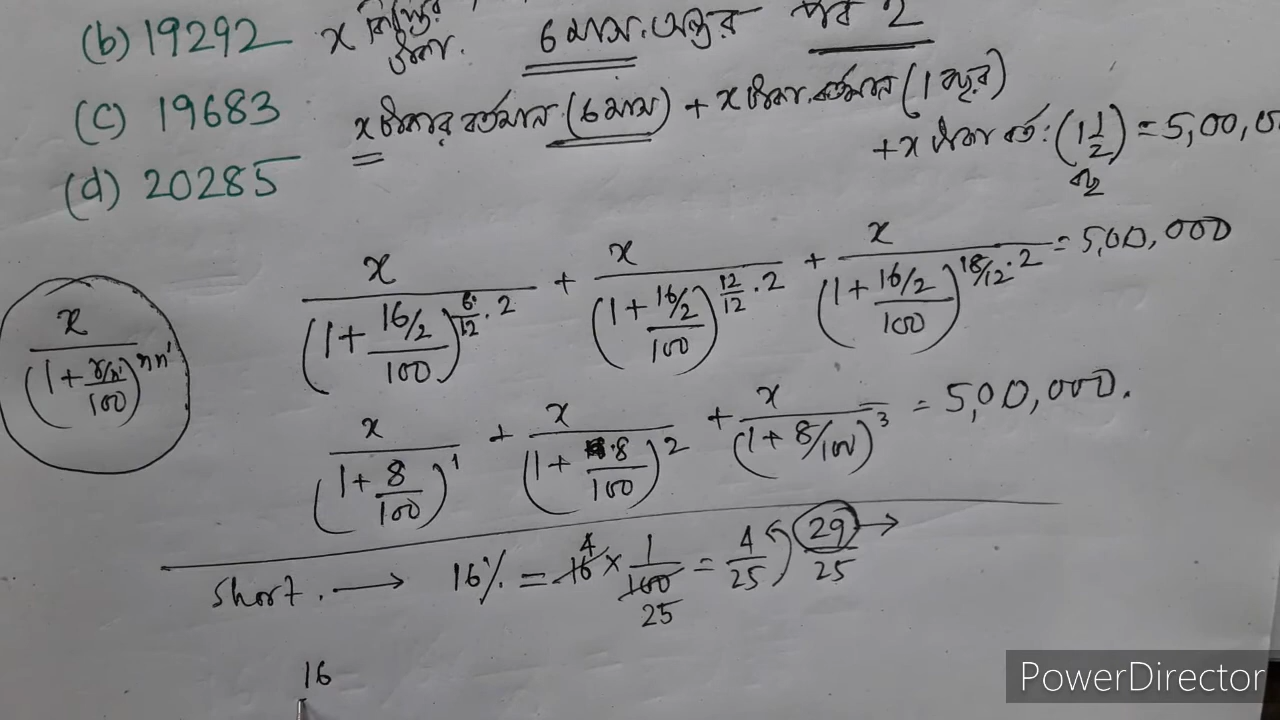 (b) 19292 x কিস্তির টাকা. 6 মাস অন্তর পর্ব 2
(c) 19683 x টাকার বর্তমান (6 মাস) + x টাকা বর্তমান (1 বছর)
+ x টাকা বর্ত: (1 1/2) = 5,00,0
(d) 20285
x/(1 + (16/2)/100)^(6/12 · 2) + x/(1 + (16/2)/100)^(12/12 · 2) + x/(1 + (16/2)/100)^(18/12 · 2) = 5,00,000
x/(1 + (r/n')/100)^nn'
x/(1 + 8/100)^1 + x/(1 + 8/100)^2 + x/(1 + 8/100)^3 = 5,00,000.
Short. → 16% = 16 4 × 1/100 25 = 4/25 ) 29/25 →
16
PowerDirector